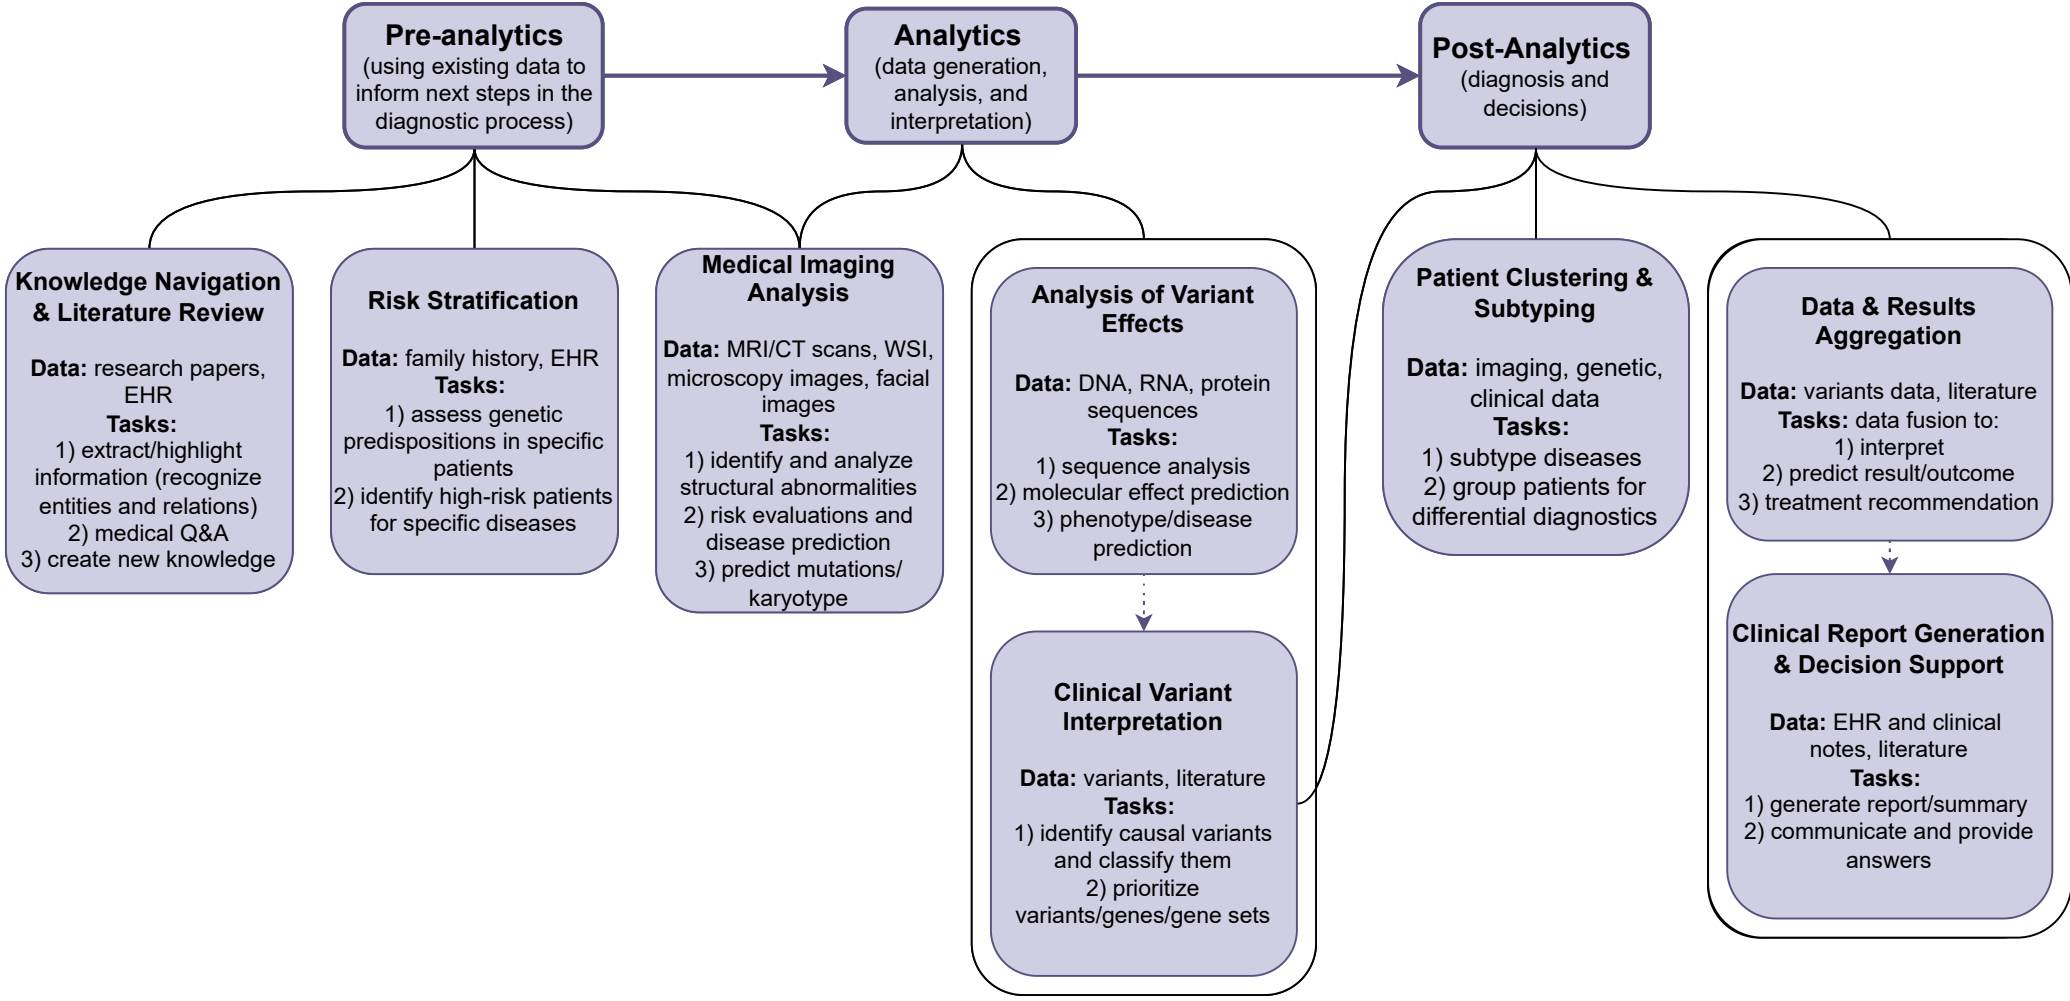 Pre-analytics
(using existing data to
inform next steps in the
diagnostic process)
Analytics
(data generation,
analysis, and
interpretation)
Post-Analytics
(diagnosis and
decisions)
Knowledge Navigation
& Literature Review
Data: research papers,
EHR
Tasks:
1) extract/highlight
information (recognize
entities and relations)
2) medical Q&A
3) create new knowledge
Risk Stratification
Data: family history, EHR
Tasks:
1) assess genetic
predispositions in specific
patients
2) identify high-risk patients
for specific diseases
Medical Imaging
Analysis
Data: MRI/CT scans, WSI,
microscopy images, facial
images
Tasks:
1) identify and analyze
structural abnormalities
2) risk evaluations and
disease prediction
3) predict mutations/
karyotype
Analysis of Variant
Effects
Data: DNA, RNA, protein
sequences
Tasks:
1) sequence analysis
2) molecular effect prediction
3) phenotype/disease
prediction
Clinical Variant
Interpretation
Data: variants, literature
Tasks:
1) identify causal variants
and classify them
2) prioritize
variants/genes/gene sets
Patient Clustering &
Subtyping
Data: imaging, genetic,
clinical data
Tasks:
1) subtype diseases
2) group patients for
differential diagnostics
Data & Results
Aggregation
Data: variants data, literature
Tasks: data fusion to:
1) interpret
2) predict result/outcome
3) treatment recommendation
Clinical Report Generation
& Decision Support
Data: EHR and clinical
notes, literature
Tasks:
1) generate report/summary
2) communicate and provide
answers